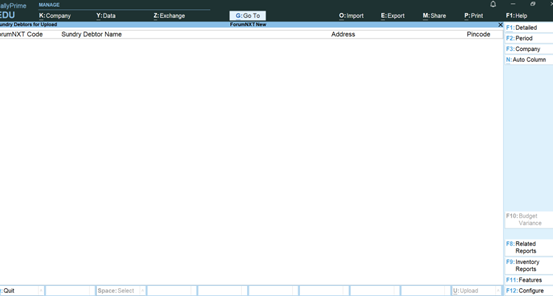 allyPrime MANAGE
EDU K:Company Y:Data Z:Exchange G:Go To O:Import E:Export M:Share P:Print F1:Help
undry Debtors for Upload ForumNXT New
orumNXT Code Sundry Debtor Name Address Pincode
F1:Detailed
F2:Period
F3:Company
N:Auto Column
F10:Budget
Variance
F8:Related
Reports
F9:Inventory
Reports
F11:Features
F12:Configure
:Quit Space:Select U:Upload